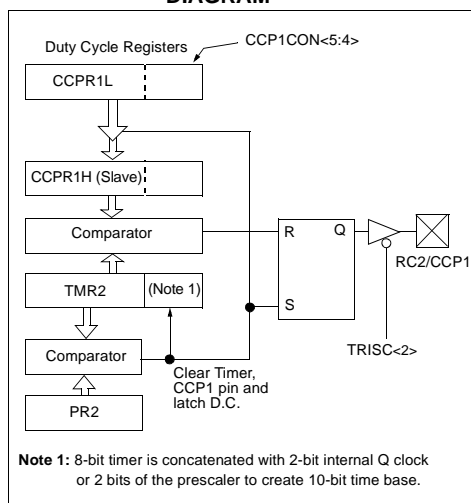 DIAGRAM
Duty Cycle Registers
CCP1CON<5:4>
CCPR1L
CCPR1H (Slave)
Comparator
R
Q
RC2/CCP1
TMR2
(Note 1)
S
TRISC<2>
Comparator
Clear Timer,
CCP1 pin and
latch D.C.
PR2
Note 1: 8-bit timer is concatenated with 2-bit internal Q clock
or 2 bits of the prescaler to create 10-bit time base.